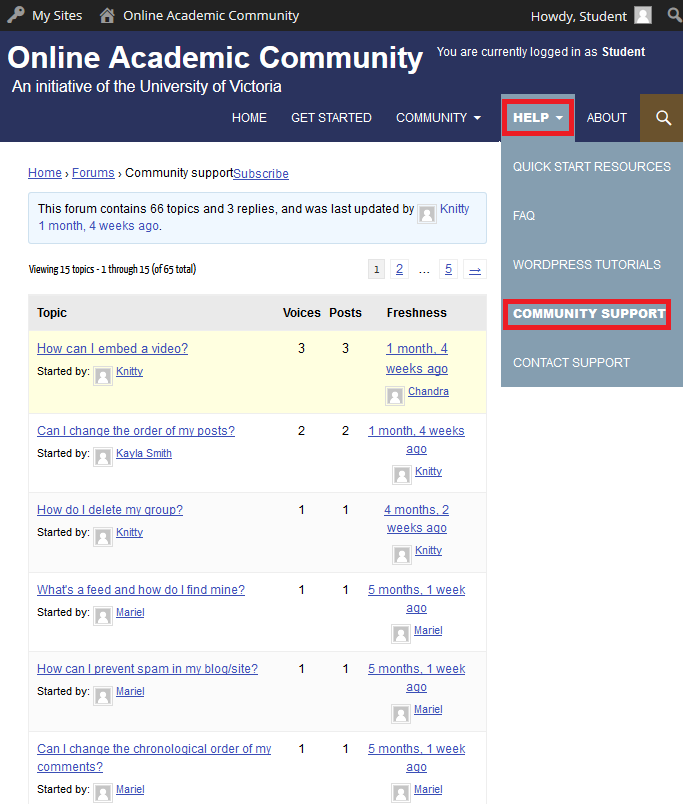 My Sites Online Academic Community Howdy, Student
Online Academic Community You are currently logged in as Student
An initiative of the University of Victoria
HOME GET STARTED COMMUNITY HELP ABOUT
QUICK START RESOURCES
FAQ
WORDPRESS TUTORIALS
COMMUNITY SUPPORT
CONTACT SUPPORT
Home › Forums › Community supportSubscribe
This forum contains 66 topics and 3 replies, and was last updated by Knitty
1 month, 4 weeks ago.
Viewing 15 topics - 1 through 15 (of 65 total) 1 2 … 5 →
Topic Voices Posts Freshness
How can I embed a video? 3 3 1 month, 4
weeks ago
Started by: Knitty
Chandra
Can I change the order of my posts? 2 2 1 month, 4 weeks
ago
Started by: Kayla Smith
Knitty
How do I delete my group? 1 1 4 months, 2
weeks ago
Started by: Knitty
Knitty
What's a feed and how do I find mine? 1 1 5 months, 1 week
ago
Started by: Mariel
Mariel
How can I prevent spam in my blog/site? 1 1 5 months, 1 week
ago
Started by: Mariel
Mariel
Can I change the chronological order of my 1 1 5 months, 1 week
comments? ago
Started by: Mariel Mariel